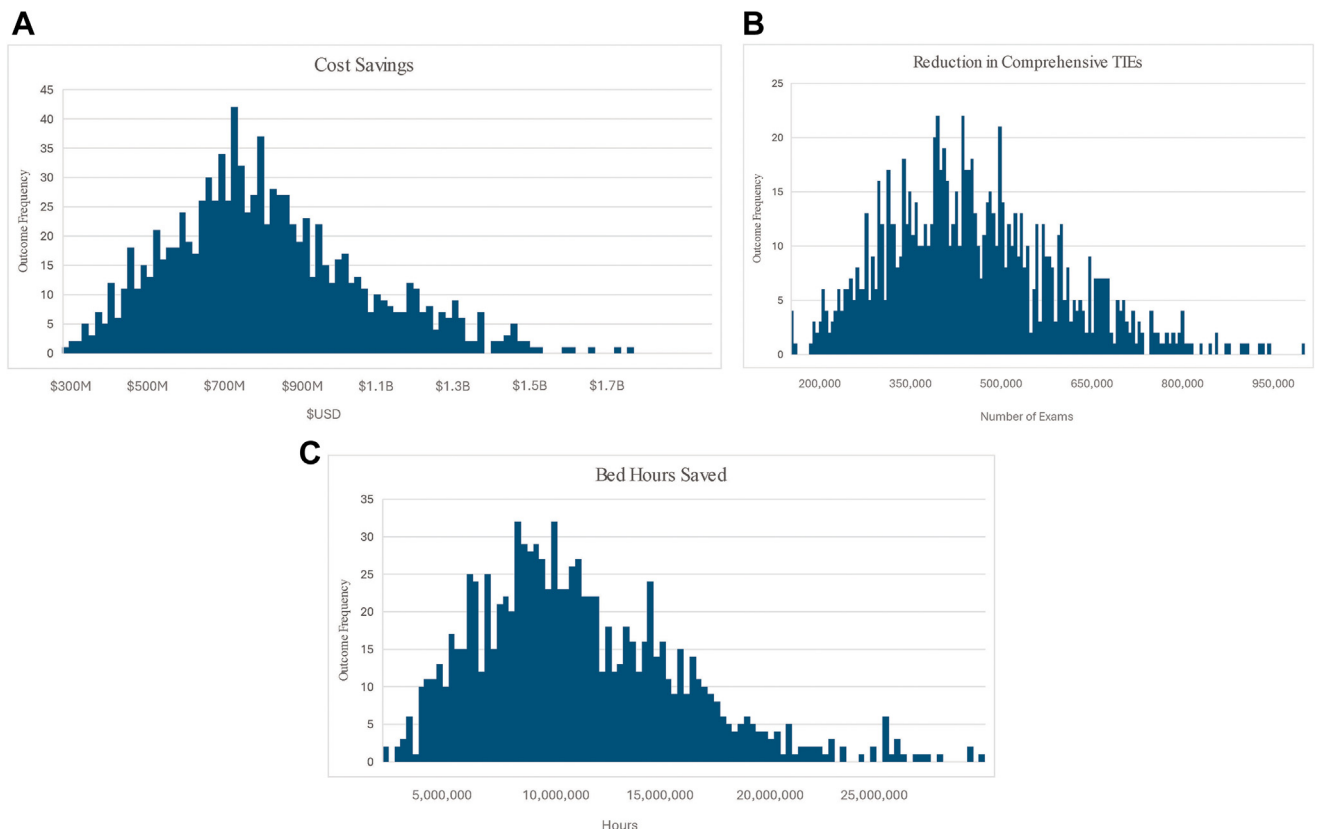 A
Cost Savings
45
40
35
30
25
20
15
10
5
0
Outcome Frequency
$300M $500M $700M $900M $1.1B $1.3B $1.5B $1.7B
$USD
B
Reduction in Comprehensive TIEs
25
20
15
10
5
0
Outcome Frequency
200,000 350,000 500,000 650,000 800,000 950,000
Number of Exams
C
Bed Hours Saved
35
30
25
20
15
10
5
0
Outcome Frequency
5,000,000 10,000,000 15,000,000 20,000,000 25,000,000
Hours